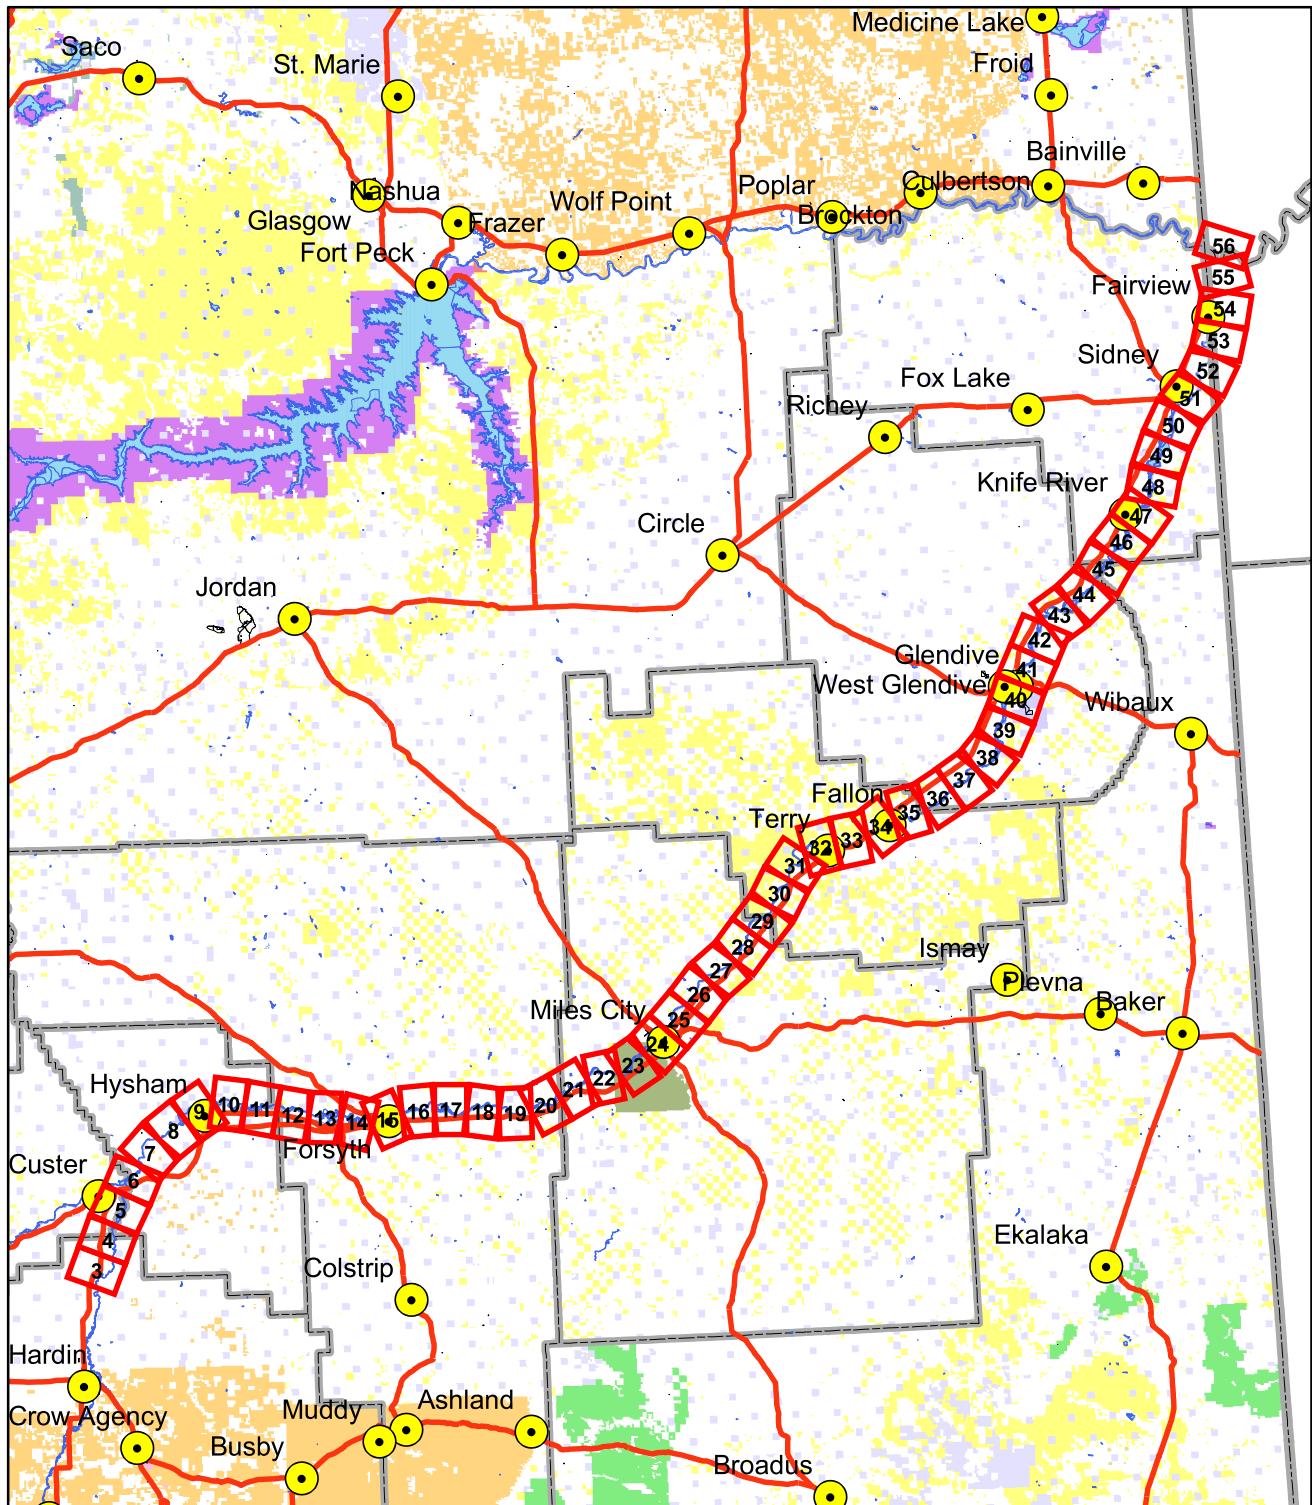 Medicine Lake
Saco
St. Marie
Froid
Bainville
Nashua
Culbertson
Poplar
Wolf Point
Brockton
Glasgow
Frazer
Fort Peck
56
55
Fairview
54
53
Sidney
52
Fox Lake
51
Richey
50
49
Knife River
48
47
Circle
46
45
Jordan
44
43
42
Glendive
41
West Glendive
40
Wibaux
39
38
37
Fallon
36
35
Terry
34
33
32
31
30
29
28
Ismay
27
Plevna
26
Baker
Miles City
25
24
23
22
Hysham
21
20
19
18
17
16
15
14
13
12
11
10
9
8
Forsyth
7
Custer
6
5
4
3
Ekalaka
Colstrip
Hardin
Ashland
Muddy
Crow Agency
Busby
Broadus